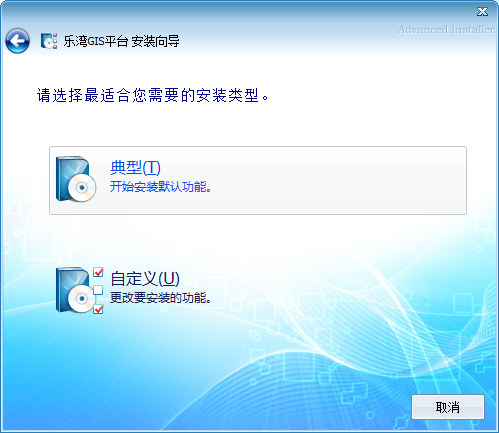 乐湾GIS平台 安装向导
Advanced Installer
请选择最适合您需要的安装类型。
典型(T)
开始安装默认功能。
自定义(U)
更改要安装的功能。
取消